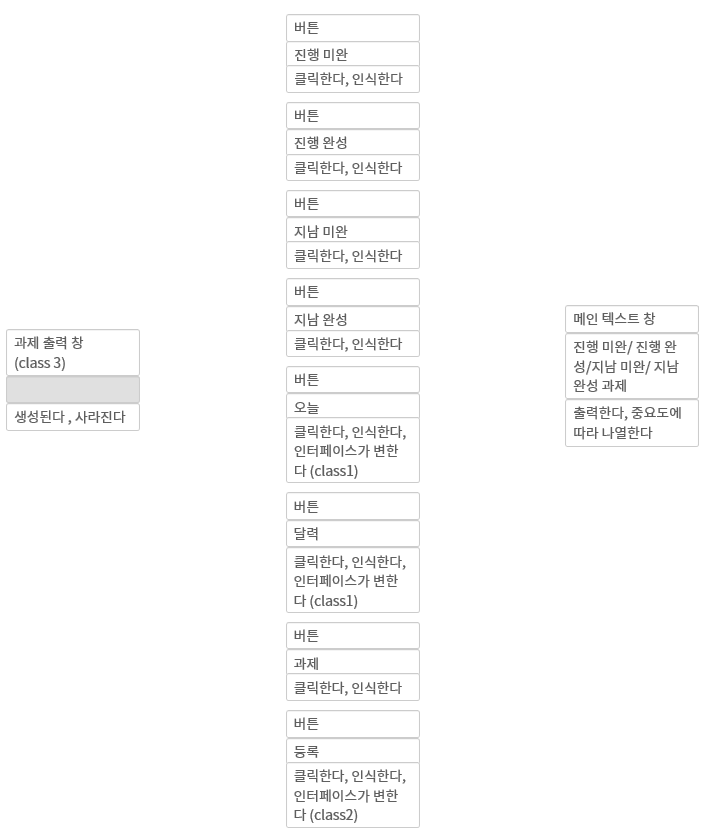 과제 출력 창
(class 3)
생성된다 , 사라진다
버튼
진행 미완
클릭한다, 인식한다
버튼
진행 완성
클릭한다, 인식한다
버튼
지남 미완
클릭한다, 인식한다
버튼
지남 완성
클릭한다, 인식한다
버튼
오늘
클릭한다, 인식한다,
인터페이스가 변한
다 (class1)
버튼
달력
클릭한다, 인식한다,
인터페이스가 변한
다 (class1)
버튼
과제
클릭한다, 인식한다
버튼
등록
클릭한다, 인식한다,
인터페이스가 변한
다 (class2)
메인 텍스트 창
진행 미완/ 진행 완
성/지남 미완/ 지남
완성 과제
출력한다, 중요도에
따라 나열한다